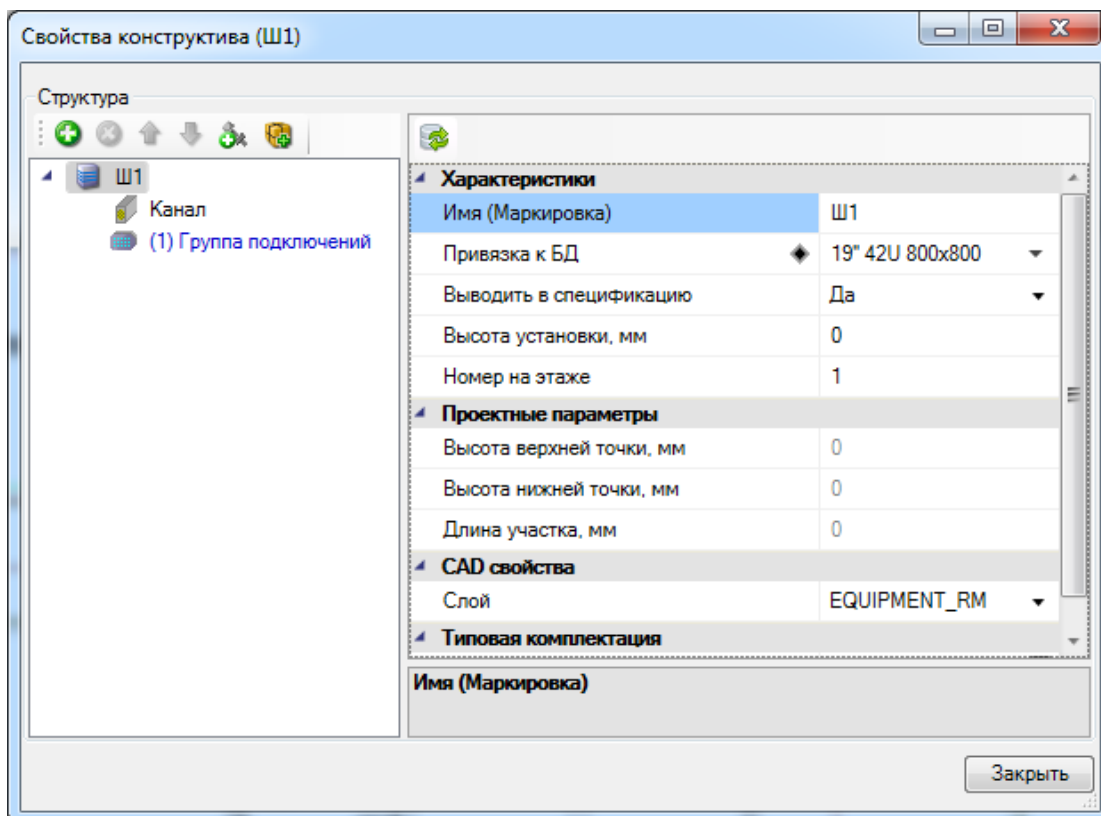 Свойства конструктива (Ш1)
Структура
Ш1
Канал
(1) Группа подключений
Характеристики
Имя (Маркировка) Ш1
Привязка к БД 19" 42U 800x800
Выводить в спецификацию Да
Высота установки, мм 0
Номер на этаже 1
Проектные параметры
Высота верхней точки, мм 0
Высота нижней точки, мм 0
Длина участка, мм 0
CAD свойства
Слой EQUIPMENT_RM
Типовая комплектация
Имя (Маркировка)
Закрыть